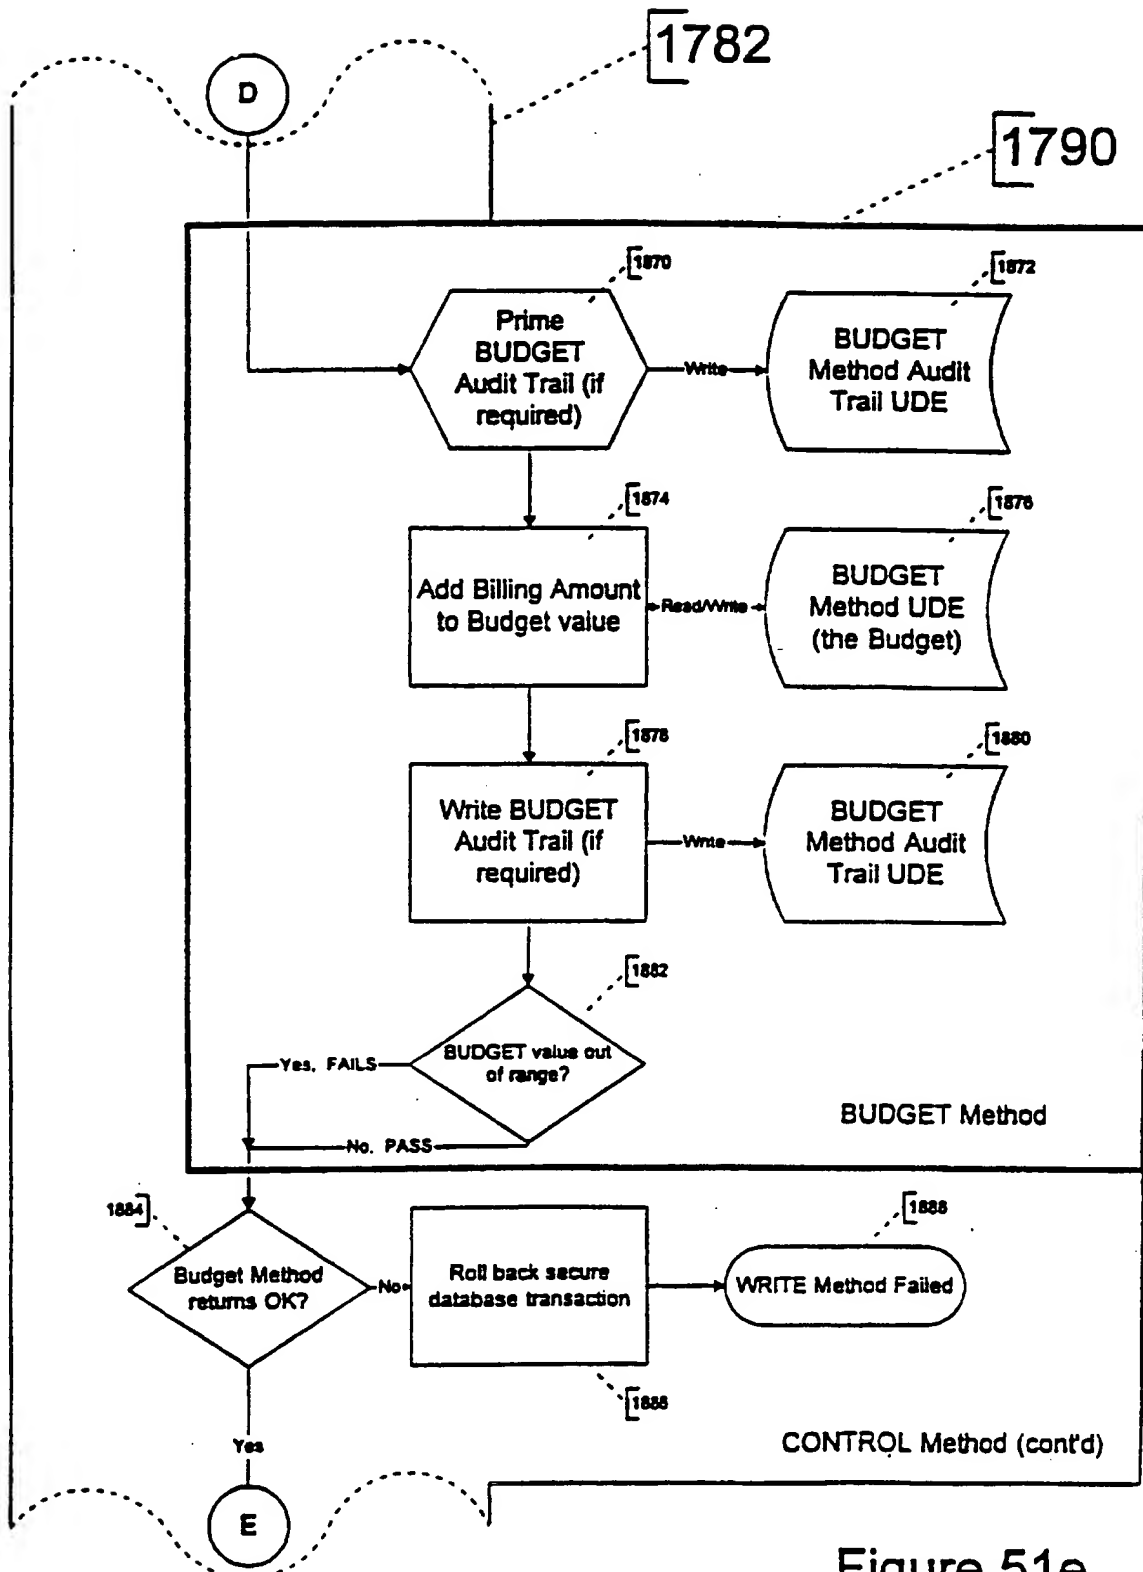 1782
D
1790
1870
1872
Prime
BUDGET
Audit Trail (if
required)
Write
BUDGET
Method Audit
Trail UDE
1874
1876
Add Billing Amount
to Budget value
Read/Write
BUDGET
Method UDE
(the Budget)
1878
1880
Write BUDGET
Audit Trail (if
required)
Write
BUDGET
Method Audit
Trail UDE
1882
BUDGET value out
of range?
Yes, FAILS
BUDGET Method
No, PASS
1884
1888
Budget Method
returns OK?
No
Roll back secure
database transaction
WRITE Method Failed
Yes
CONTROL Method (cont'd)
E
Figure 51e